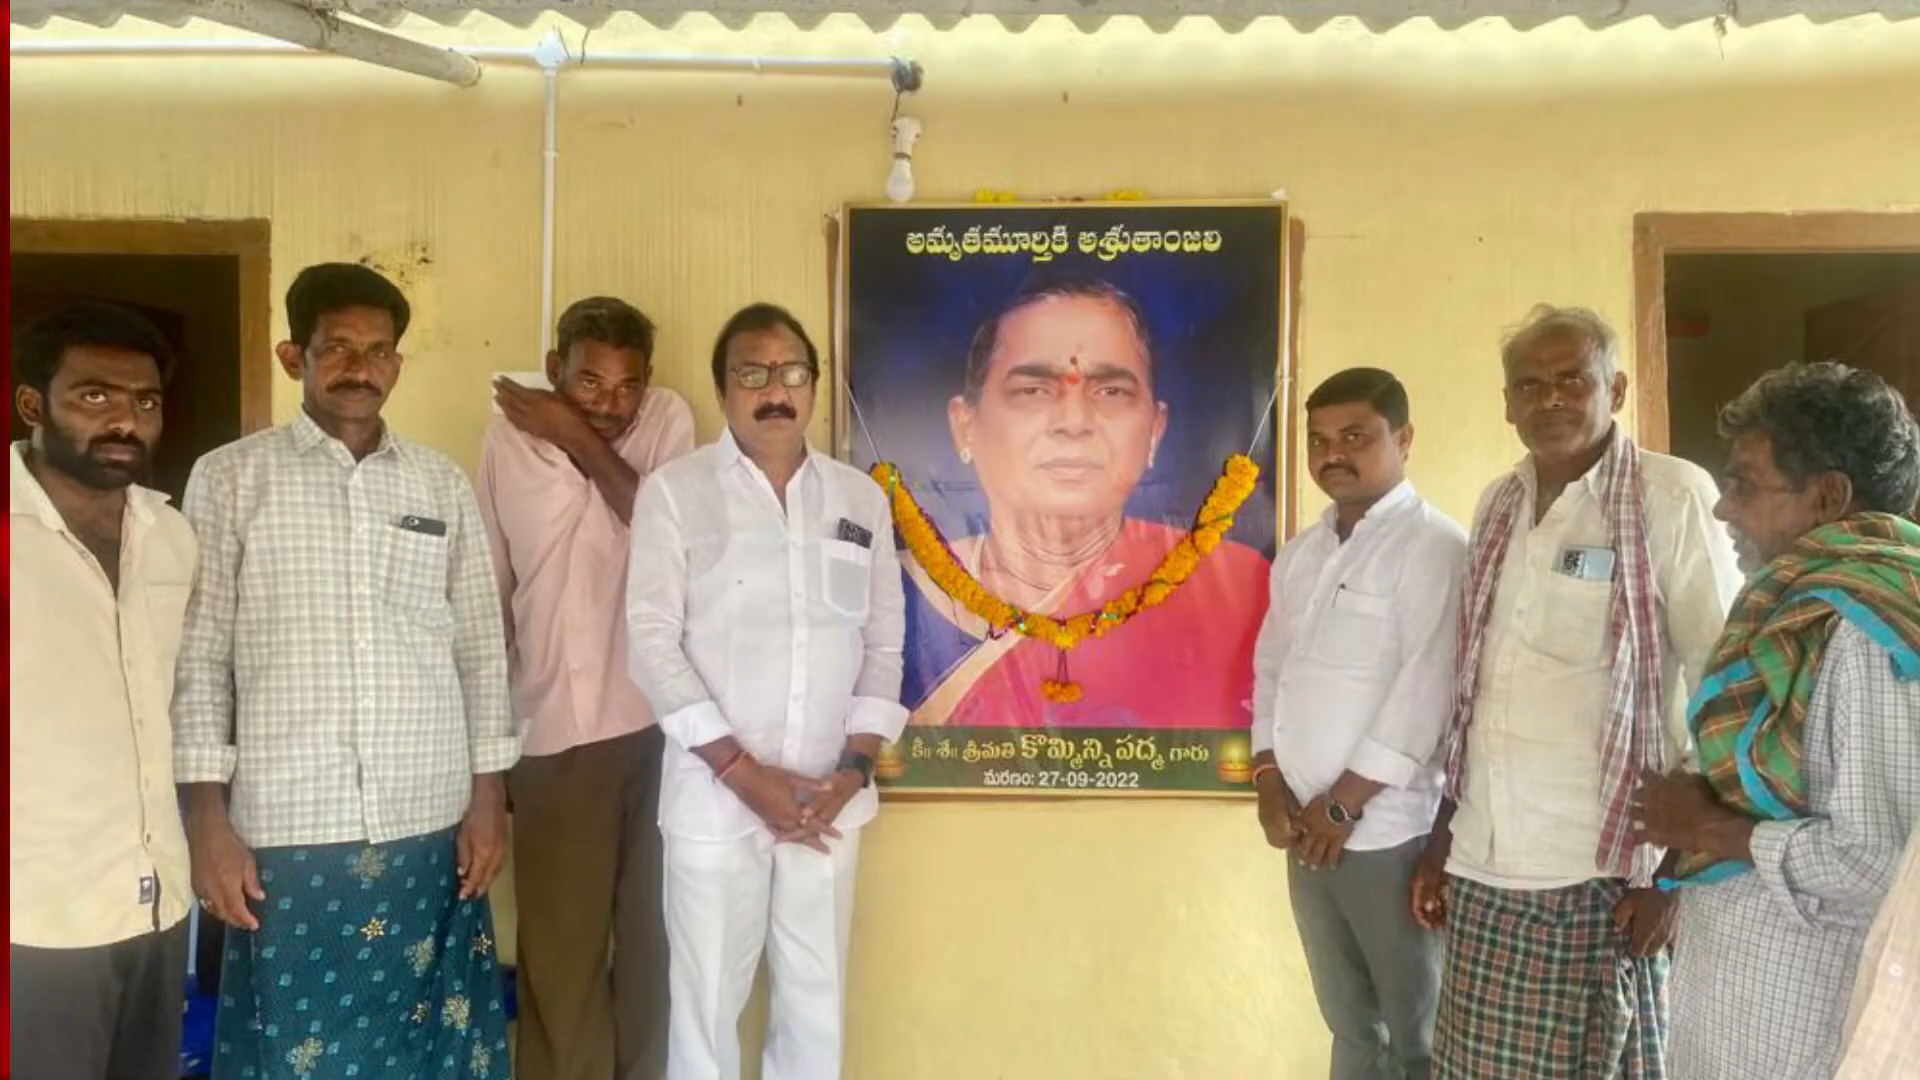 అమృతమూర్తికి అశ్రుతాంజలి
కీ॥ శే॥ శ్రీమతి కొమ్మిన్ని పద్మ గారు
మరణం: 27-09-2022